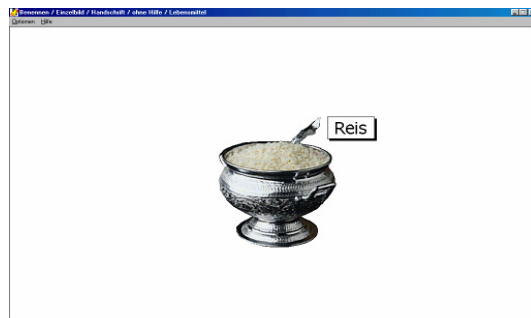 Benennen / Einzelbild / Handschrift / ohne Hilfe / Lebensmittel
Optionen Hilfe
Reis